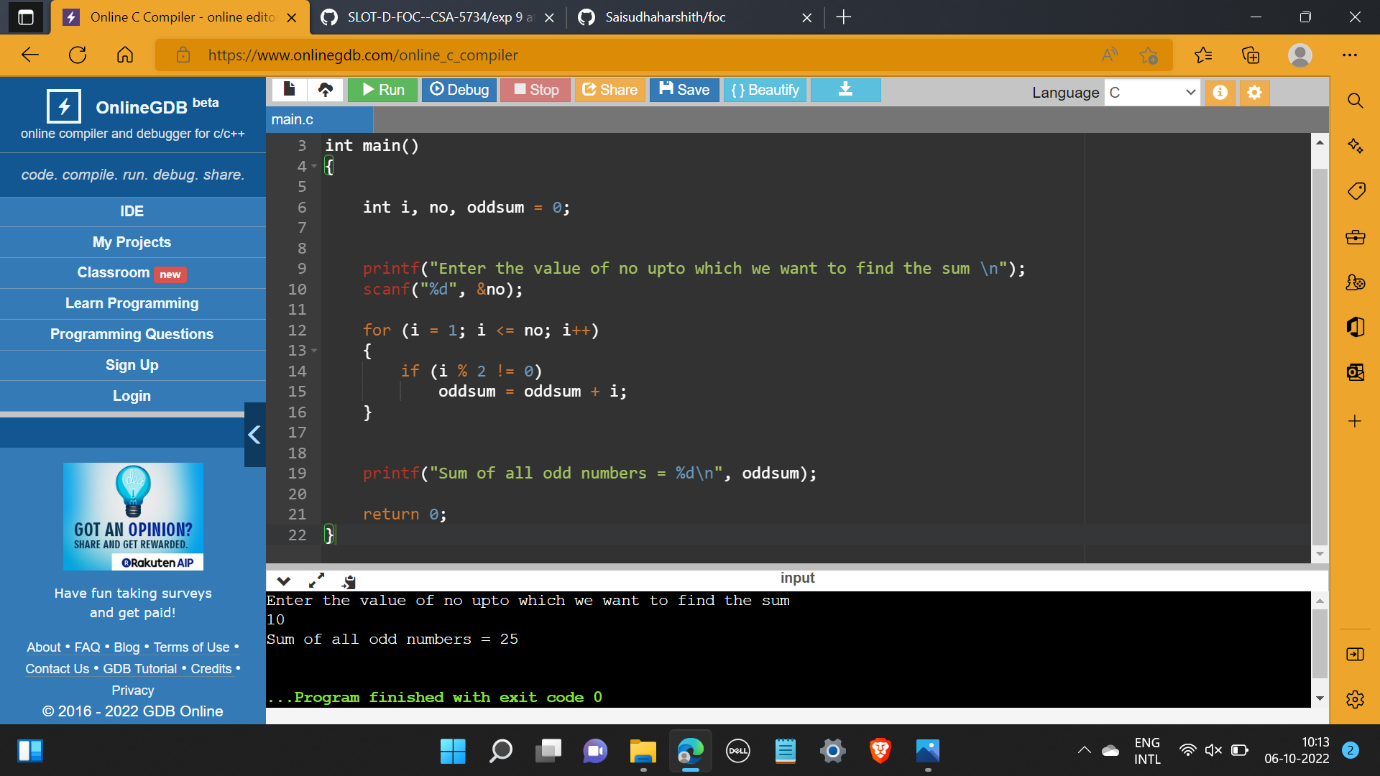 Online C Compiler - online edito
SLOT-D-FOC--CSA-5734/exp 9 a
Saisudhaharshith/foc
https://www.onlinegdb.com/online_c_compiler
OnlineGDB beta
online compiler and debugger for c/c++
code. compile. run. debug. share.
IDE
My Projects
Classroom new
Learn Programming
Programming Questions
Sign Up
Login
GOT AN OPINION?
SHARE AND GET REWARDED.
Rakuten AIP
Have fun taking surveys
and get paid!
About • FAQ • Blog • Terms of Use •
Contact Us • GDB Tutorial • Credits •
Privacy
© 2016 - 2022 GDB Online
Run Debug Stop Share Save {} Beautify
Language C
main.c
3 int main()
4 {
5
6 int i, no, oddsum = 0;
7
8
9 printf("Enter the value of no upto which we want to find the sum \n");
10 scanf("%d", &no);
11
12 for (i = 1; i <= no; i++)
13 {
14 if (i % 2 != 0)
15 oddsum = oddsum + i;
16 }
17
18
19 printf("Sum of all odd numbers = %d\n", oddsum);
20
21 return 0;
22 }
input
Enter the value of no upto which we want to find the sum
10
Sum of all odd numbers = 25
...Program finished with exit code 0
DELL
ENG
INTL
10:13
06-10-2022
2